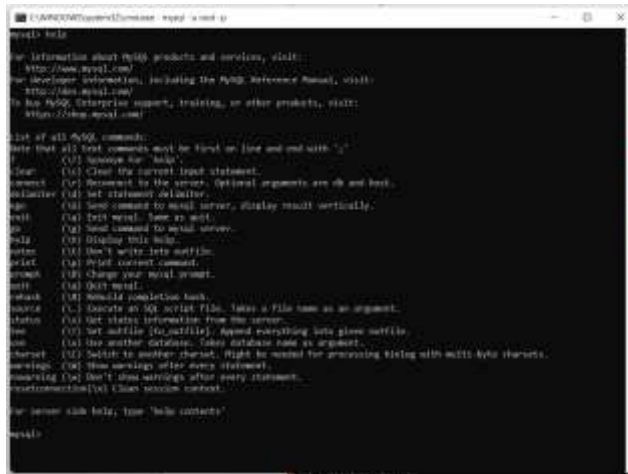 mysql> help
For information about MySQL products and services, visit:
http://www.mysql.com/
For developer information, including the MySQL Reference Manual, visit:
http://dev.mysql.com/
To buy MySQL Enterprise support, training, or other products, visit:
https://shop.mysql.com/
List of all MySQL commands:
Note that all text commands must be first on line and end with ';'
? (\?) Synonym for `help'.
clear (\c) Clear the current input statement.
connect (\r) Reconnect to the server. Optional arguments are db and host.
delimiter (\d) Set statement delimiter.
ego (\G) Send command to mysql server, display result vertically.
exit (\q) Exit mysql. Same as quit.
go (\g) Send command to mysql server.
help (\h) Display this help.
notee (\t) Don't write into outfile.
print (\p) Print current command.
prompt (\R) Change your mysql prompt.
quit (\q) Quit mysql.
rehash (\#) Rebuild completion hash.
source (\.) Execute an SQL script file. Takes a file name as an argument.
status (\s) Get status information from the server.
tee (\T) Set outfile [to_outfile]. Append everything into given outfile.
use (\u) Use another database. Takes database name as argument.
charset (\C) Switch to another charset. Might be needed for processing binlog with multi-byte charsets.
warnings (\W) Show warnings after every statement.
nowarning (\w) Don't show warnings after every statement.
resetconnection(\x) Clean session context.
For server side help, type 'help contents'
mysql>